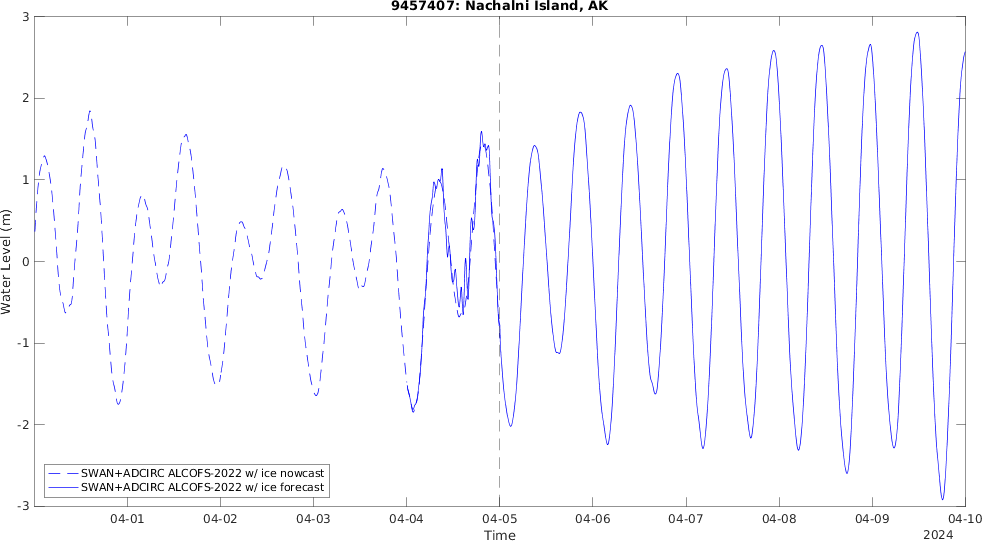 9457407: Nachalni Island, AK
3
2
1
0
-1
-2
-3
Water Level (m)
SWAN+ADCIRC ALCOFS-2022 w/ ice nowcast
SWAN+ADCIRC ALCOFS-2022 w/ ice forecast
04-01 04-02 04-03 04-04 04-05 04-06 04-07 04-08 04-09 04-10
Time
2024